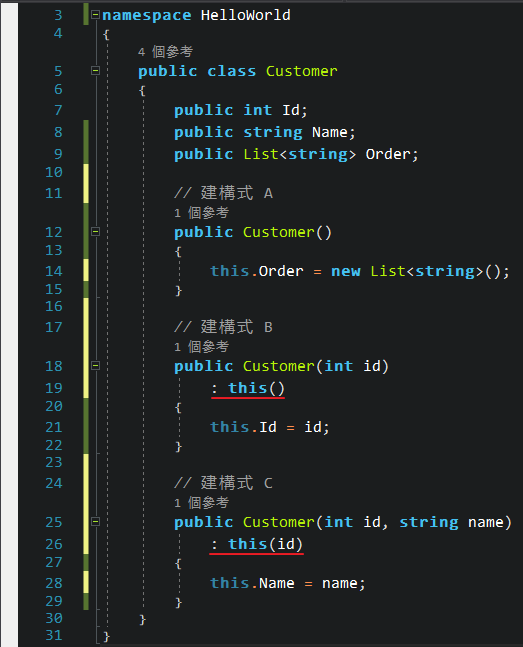 3 namespace HelloWorld
4 {
4 個參考
5 public class Customer
6 {
7 public int Id;
8 public string Name;
9 public List<string> Order;
10
11 // 建構式 A
1 個參考
12 public Customer()
13 {
14 this.Order = new List<string>();
15 }
16
17 // 建構式 B
1 個參考
18 public Customer(int id)
19 : this()
20 {
21 this.Id = id;
22 }
23
24 // 建構式 C
1 個參考
25 public Customer(int id, string name)
26 : this(id)
27 {
28 this.Name = name;
29 }
30 }
31 }